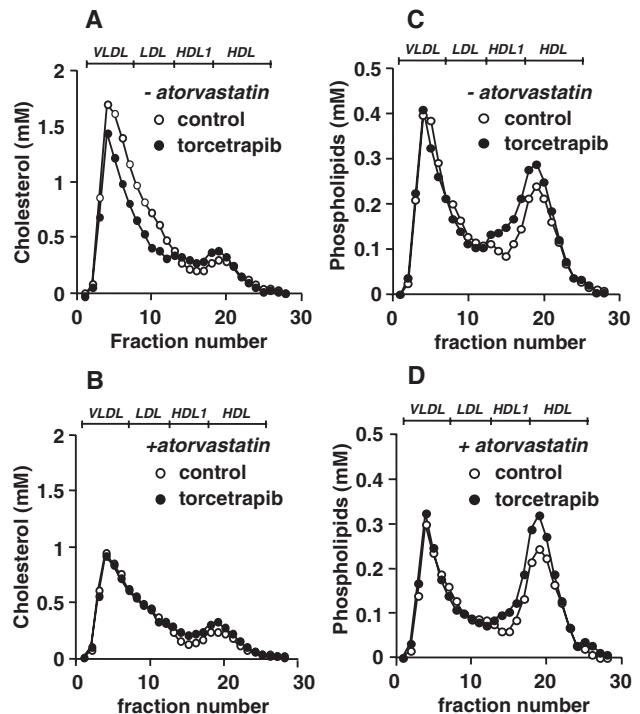 A
VLDL LDL HDL1 HDL
- atorvastatin
control
torcetrapib
Cholesterol (mM)
2
1.5
1
0.5
0
0 10 20 30
Fraction number
C
VLDL LDL HDL1 HDL
- atorvastatin
control
torcetrapib
Phospholipids (mM)
0.5
0.4
0.3
0.2
0.1
0
0 10 20 30
fraction number
B
VLDL LDL HDL1 HDL
+atorvastatin
control
torcetrapib
Cholesterol (mM)
2
1.5
1
0.5
0
0 10 20 30
fraction number
D
VLDL LDL HDL1 HDL
+ atorvastatin
control
torcetrapib
Phospholipids (mM)
0.5
0.4
0.3
0.2
0.1
0
0 10 20 30
fraction number